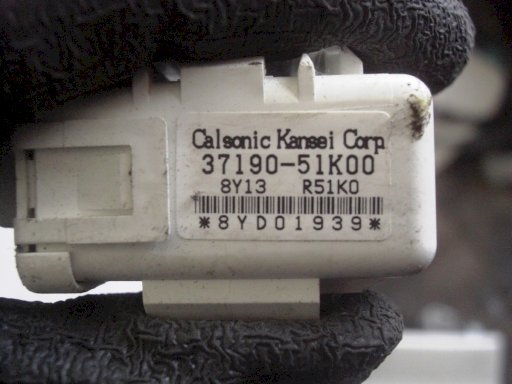 Calsonic Kansei Corp
37190-51K00
8Y13 R51K0
*8YD01939*